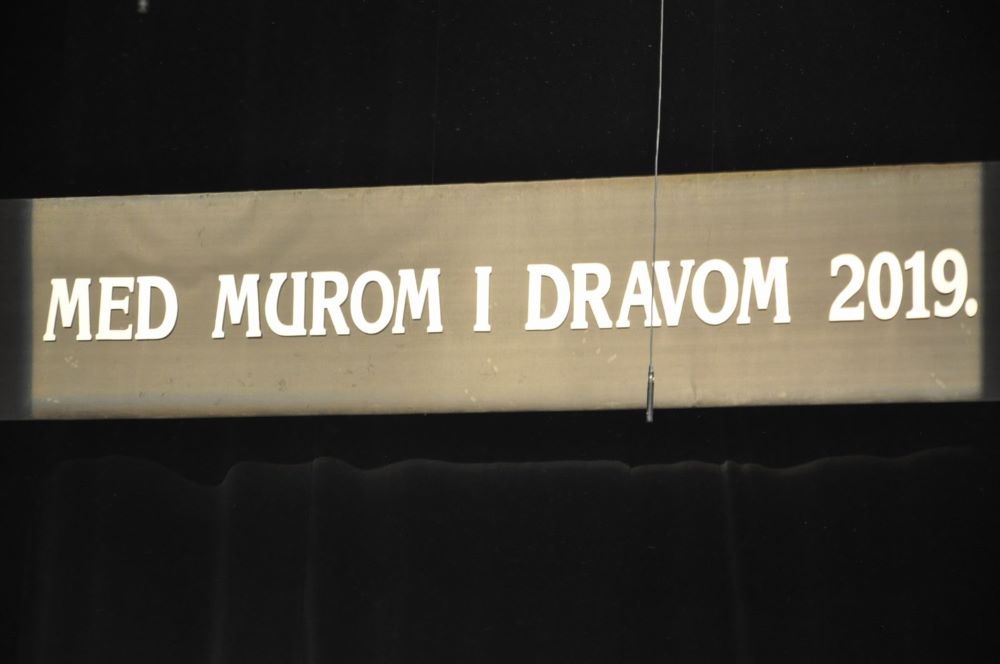 MED MUROM I DRAVOM 2019.